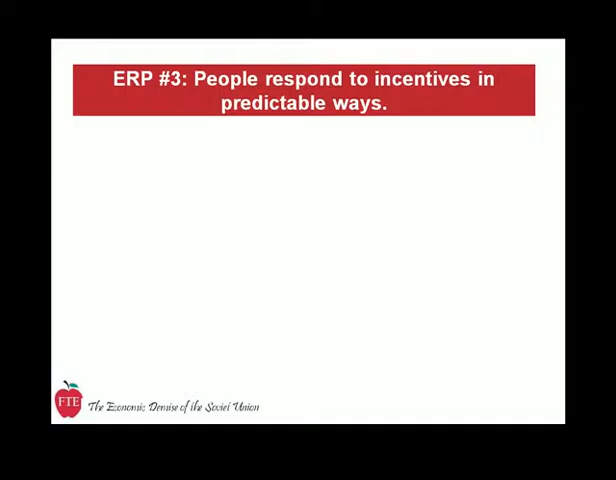 ERP #3: People respond to incentives in
predictable ways.
FTE
The Economic Demise of the Soviet Union